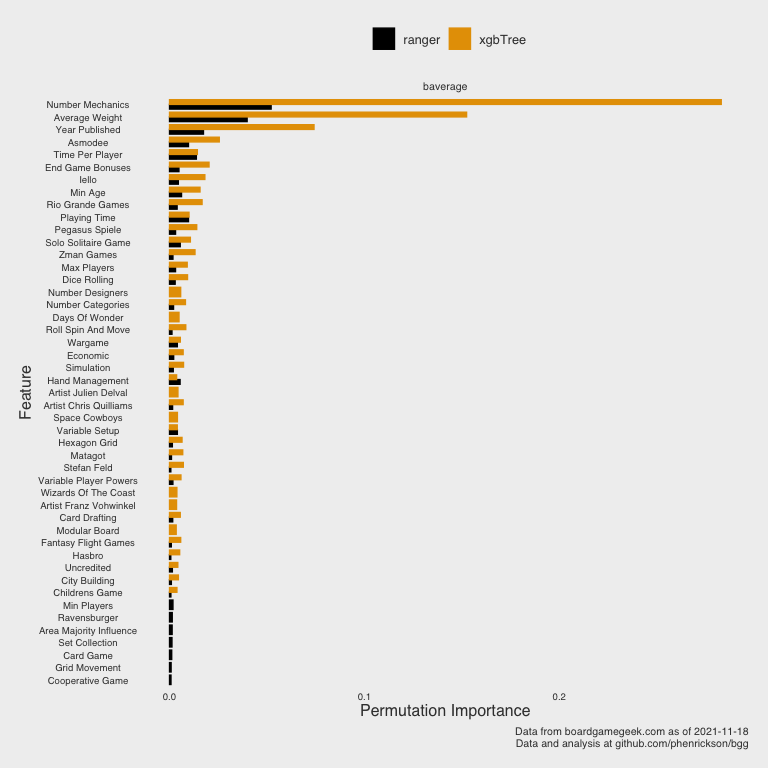 ranger xgbTree
baverage
Number Mechanics
Average Weight
Year Published
Asmodee
Time Per Player
End Game Bonuses
Iello
Min Age
Rio Grande Games
Playing Time
Pegasus Spiele
Solo Solitaire Game
Zman Games
Max Players
Dice Rolling
Number Designers
Number Categories
Days Of Wonder
Roll Spin And Move
Wargame
Economic
Simulation
Hand Management
Artist Julien Delval
Artist Chris Quilliams
Space Cowboys
Variable Setup
Hexagon Grid
Matagot
Stefan Feld
Variable Player Powers
Wizards Of The Coast
Artist Franz Vohwinkel
Card Drafting
Modular Board
Fantasy Flight Games
Hasbro
Uncredited
City Building
Childrens Game
Min Players
Ravensburger
Area Majority Influence
Set Collection
Card Game
Grid Movement
Cooperative Game
Feature
0.0 0.1 0.2
Permutation Importance
Data from boardgamegeek.com as of 2021-11-18
Data and analysis at github.com/phenrickson/bgg